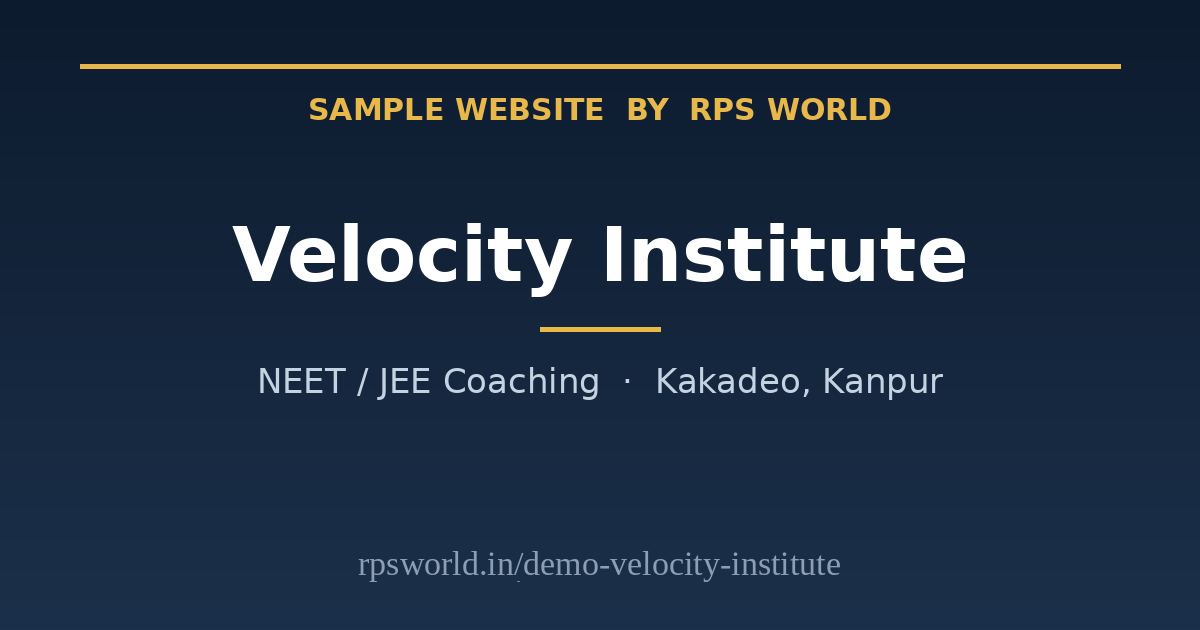 SAMPLE WEBSITE BY RPS WORLD
Velocity Institute
NEET / JEE Coaching · Kakadeo, Kanpur
rpsworld.in/demo-velocity-institute